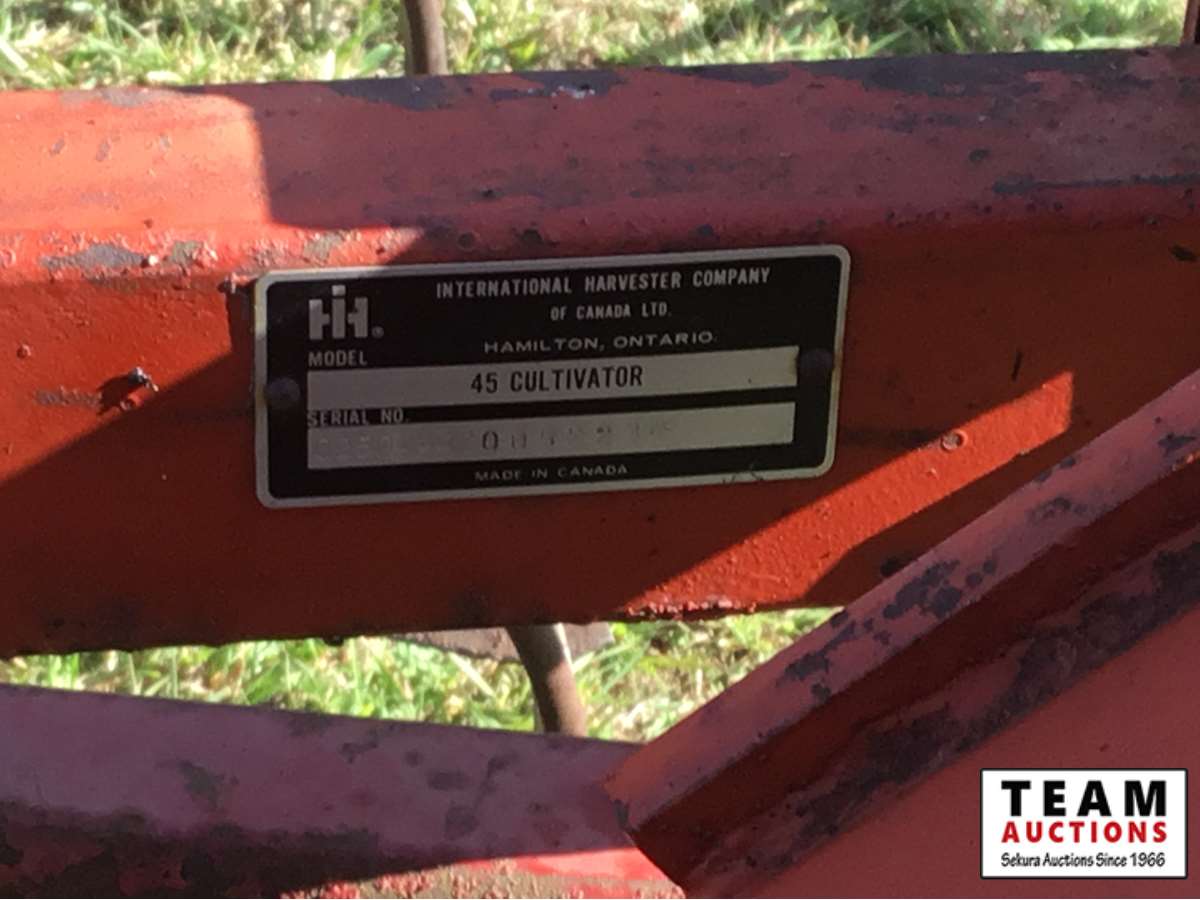 IH®
INTERNATIONAL HARVESTER COMPANY
OF CANADA LTD.
HAMILTON, ONTARIO.
MODEL
45 CULTIVATOR
SERIAL NO.
MADE IN CANADA
TEAM
AUCTIONS
Sekura Auctions Since 1966